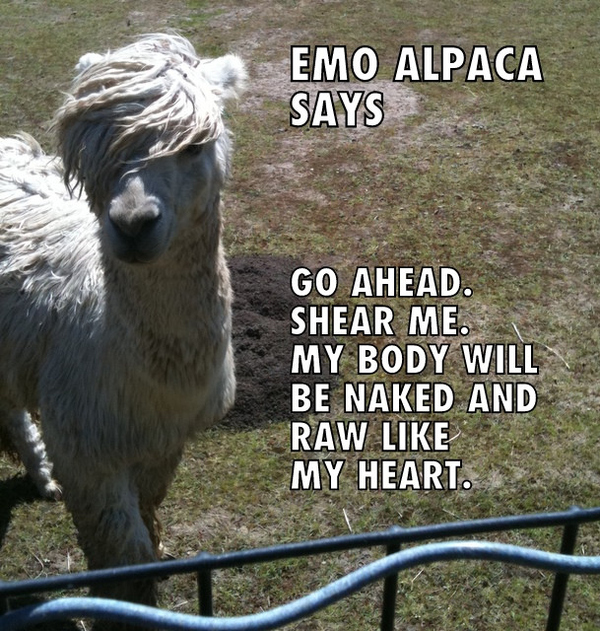 EMO ALPACA
SAYS
GO AHEAD.
SHEAR ME.
MY BODY WILL
BE NAKED AND
RAW LIKE
MY HEART.